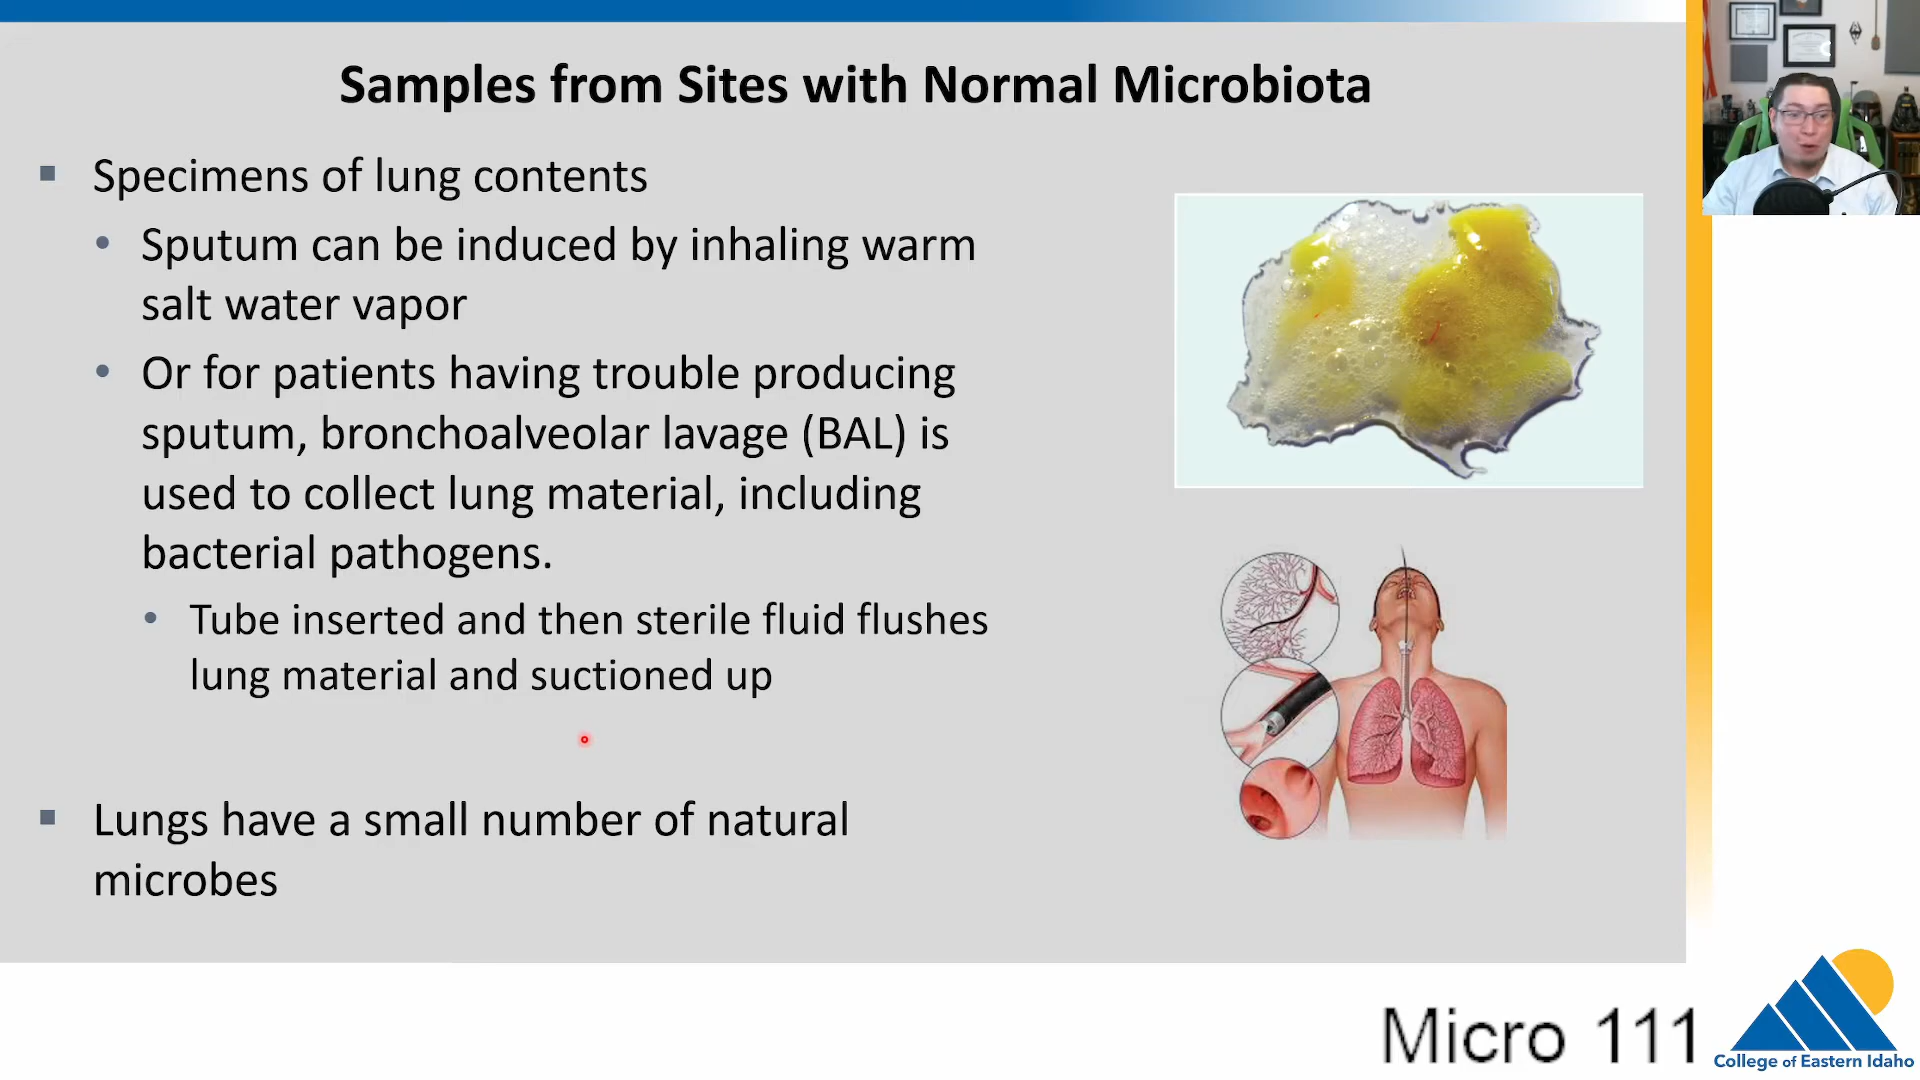 Samples from Sites with Normal Microbiota
Specimens of lung contents
Sputum can be induced by inhaling warm
salt water vapor
Or for patients having trouble producing
sputum, bronchoalveolar lavage (BAL) is
used to collect lung material, including
bacterial pathogens.
Tube inserted and then sterile fluid flushes
lung material and suctioned up
Lungs have a small number of natural
microbes
Micro 111
College of Eastern Idaho